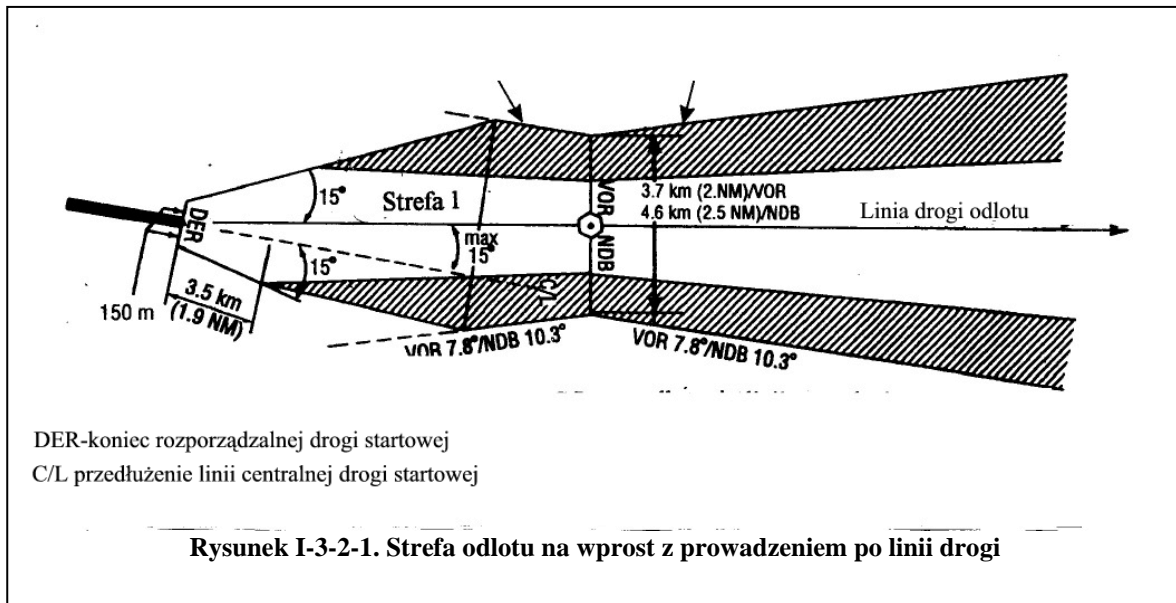 15°
Strefa 1
DER
VOR
NDB
3.7 km (2.NM)/VOR
4.6 km (2.5 NM)/NDB
Linia drogi odlotu
max
15°
15°
C/L
3.5 km
(1.9 NM)
150 m
VOR 7.8°/NDB 10.3°
VOR 7.8°/NDB 10.3°
DER-koniec rozporządzalnej drogi startowej
C/L przedłużenie linii centralnej drogi startowej
Rysunek I-3-2-1. Strefa odlotu na wprost z prowadzeniem po linii drogi